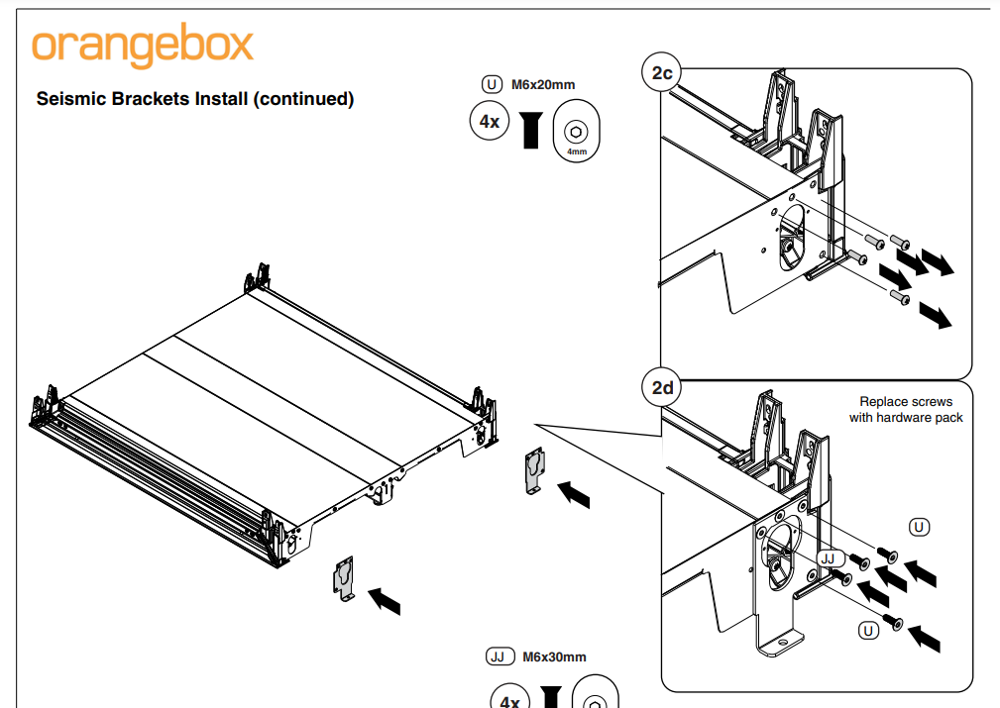 orangebox
Seismic Brackets Install (continued)
U M6x20mm
4x
4mm
2c
2d
Replace screws
with hardware pack
U
JJ
U
JJ M6x30mm
4x